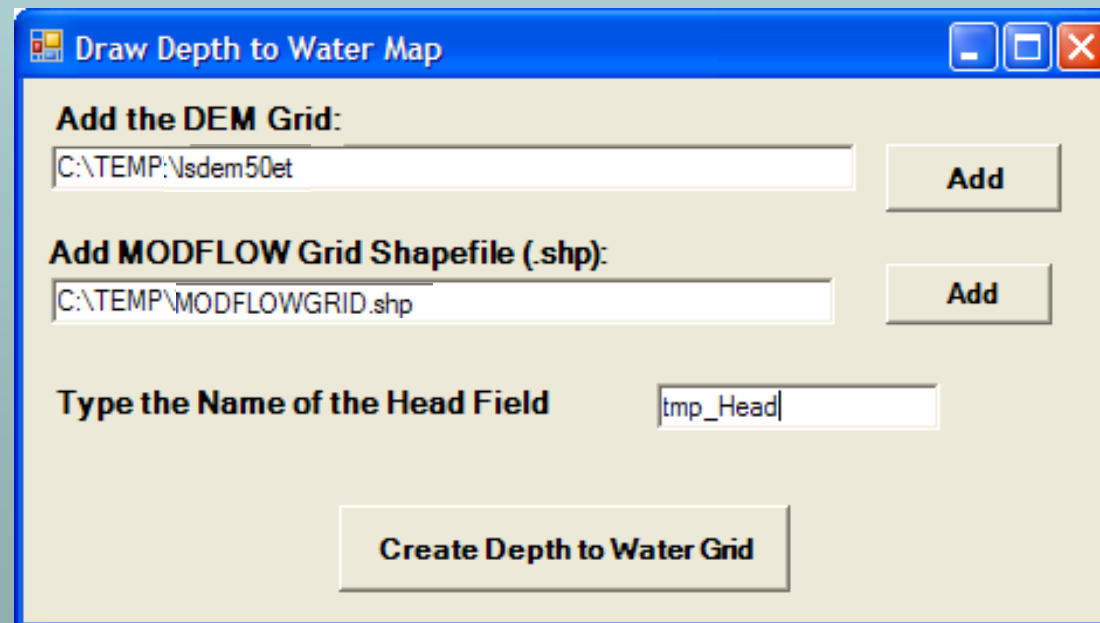 Draw Depth to Water Map
Add the DEM Grid:
C:\TEMP:\lsdem50et
Add
Add MODFLOW Grid Shapefile (.shp):
C:\TEMP\MODFLOWGRID.shp
Add
Type the Name of the Head Field
tmp_Head
Create Depth to Water Grid